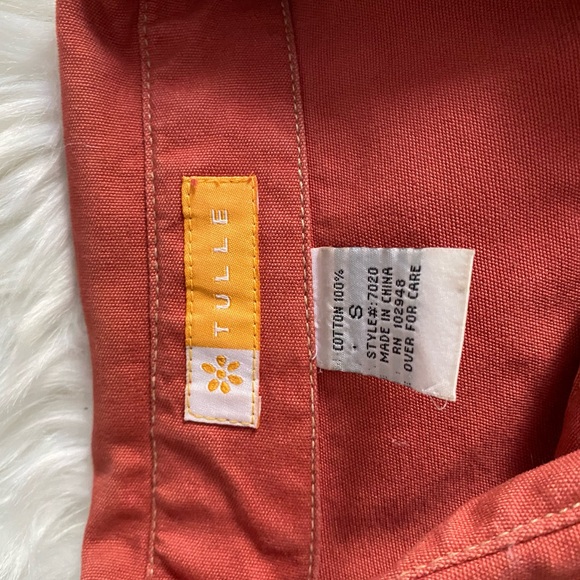 TULLE
COTTON 100%
S
STYLE#:7020
MADE IN CHINA
RN 102948
OVER FOR CARE